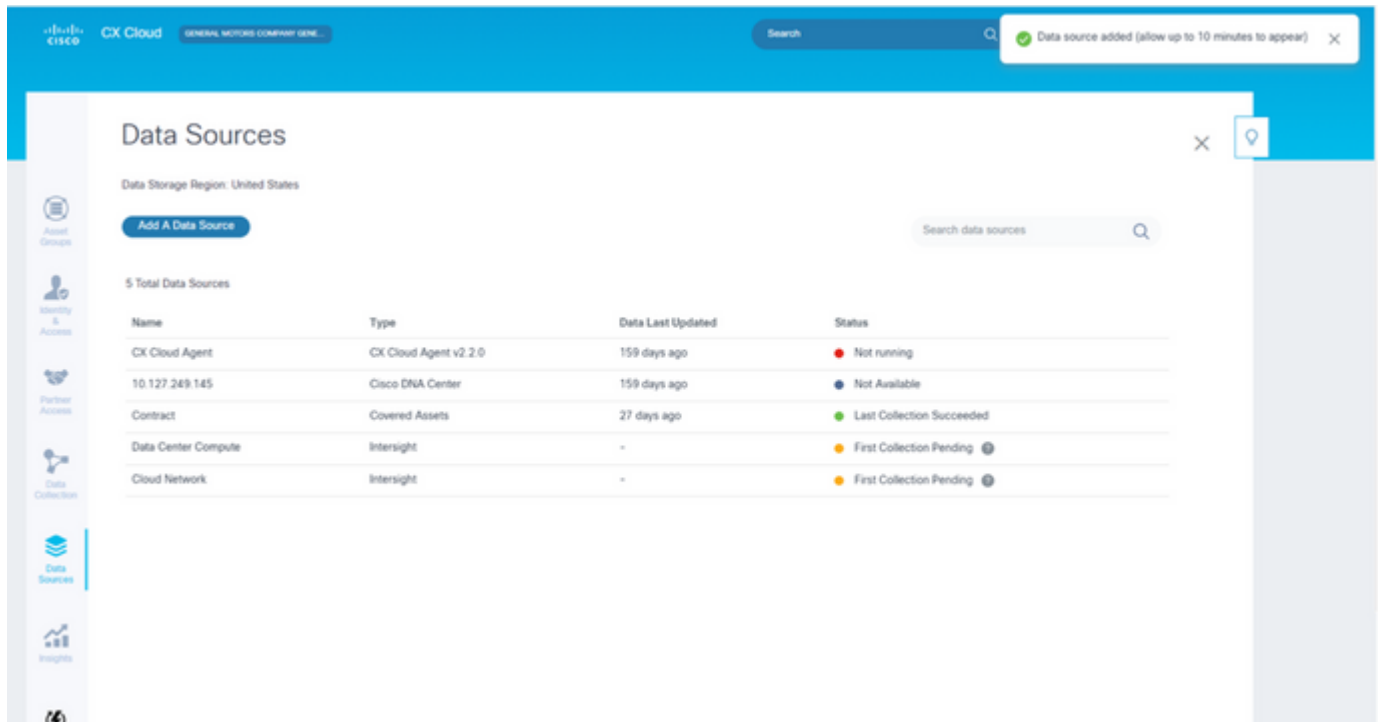 CISCO CX Cloud GENERAL MOTORS COMPANY GENE... Search Data source added (allow up to 10 minutes to appear)
Data Sources
Data Storage Region: United States
Add A Data Source
Search data sources
5 Total Data Sources
Name Type Data Last Updated Status
CX Cloud Agent CX Cloud Agent v2.2.0 159 days ago Not running
10.127.249.145 Cisco DNA Center 159 days ago Not Available
Contract Covered Assets 27 days ago Last Collection Succeeded
Data Center Compute Intersight - First Collection Pending ?
Cloud Network Intersight - First Collection Pending ?
Asset
Groups
Identity
&
Access
Partner
Access
Data
Collection
Data
Sources
Insights